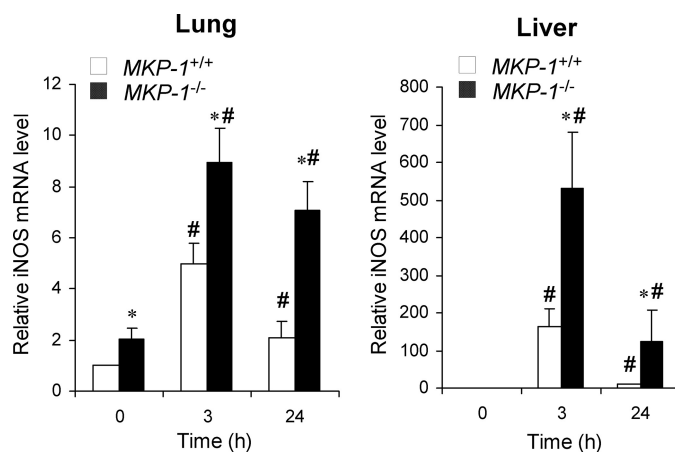 Lung
MKP-1+/+
MKP-1-/-
Relative iNOS mRNA level
12
10
8
6
4
2
0
*
#
*#
#
*#
0 3 24
Time (h)
Liver
MKP-1+/+
MKP-1-/-
Relative iNOS mRNA level
800
700
600
500
400
300
200
100
0
#
*#
#
*#
0 3 24
Time (h)